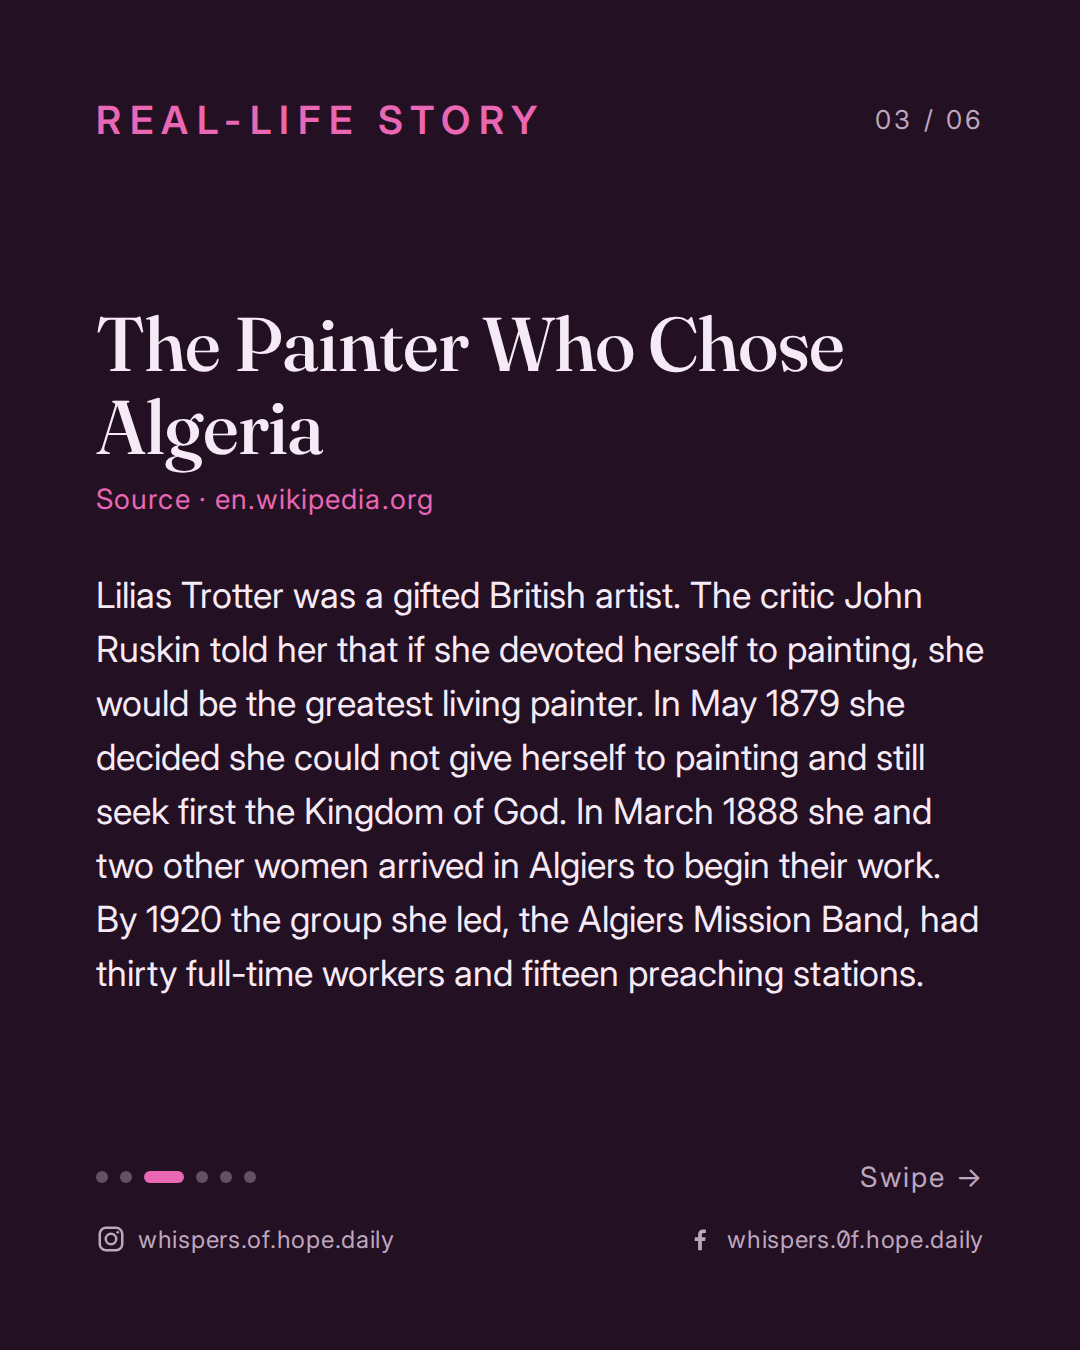 REAL-LIFE STORY
03 / 06
The Painter Who Chose
Algeria
Source · en.wikipedia.org
Lilias Trotter was a gifted British artist. The critic John
Ruskin told her that if she devoted herself to painting, she
would be the greatest living painter. In May 1879 she
decided she could not give herself to painting and still
seek first the Kingdom of God. In March 1888 she and
two other women arrived in Algiers to begin their work.
By 1920 the group she led, the Algiers Mission Band, had
thirty full-time workers and fifteen preaching stations.
Swipe →
whispers.of.hope.daily
whispers.0f.hope.daily